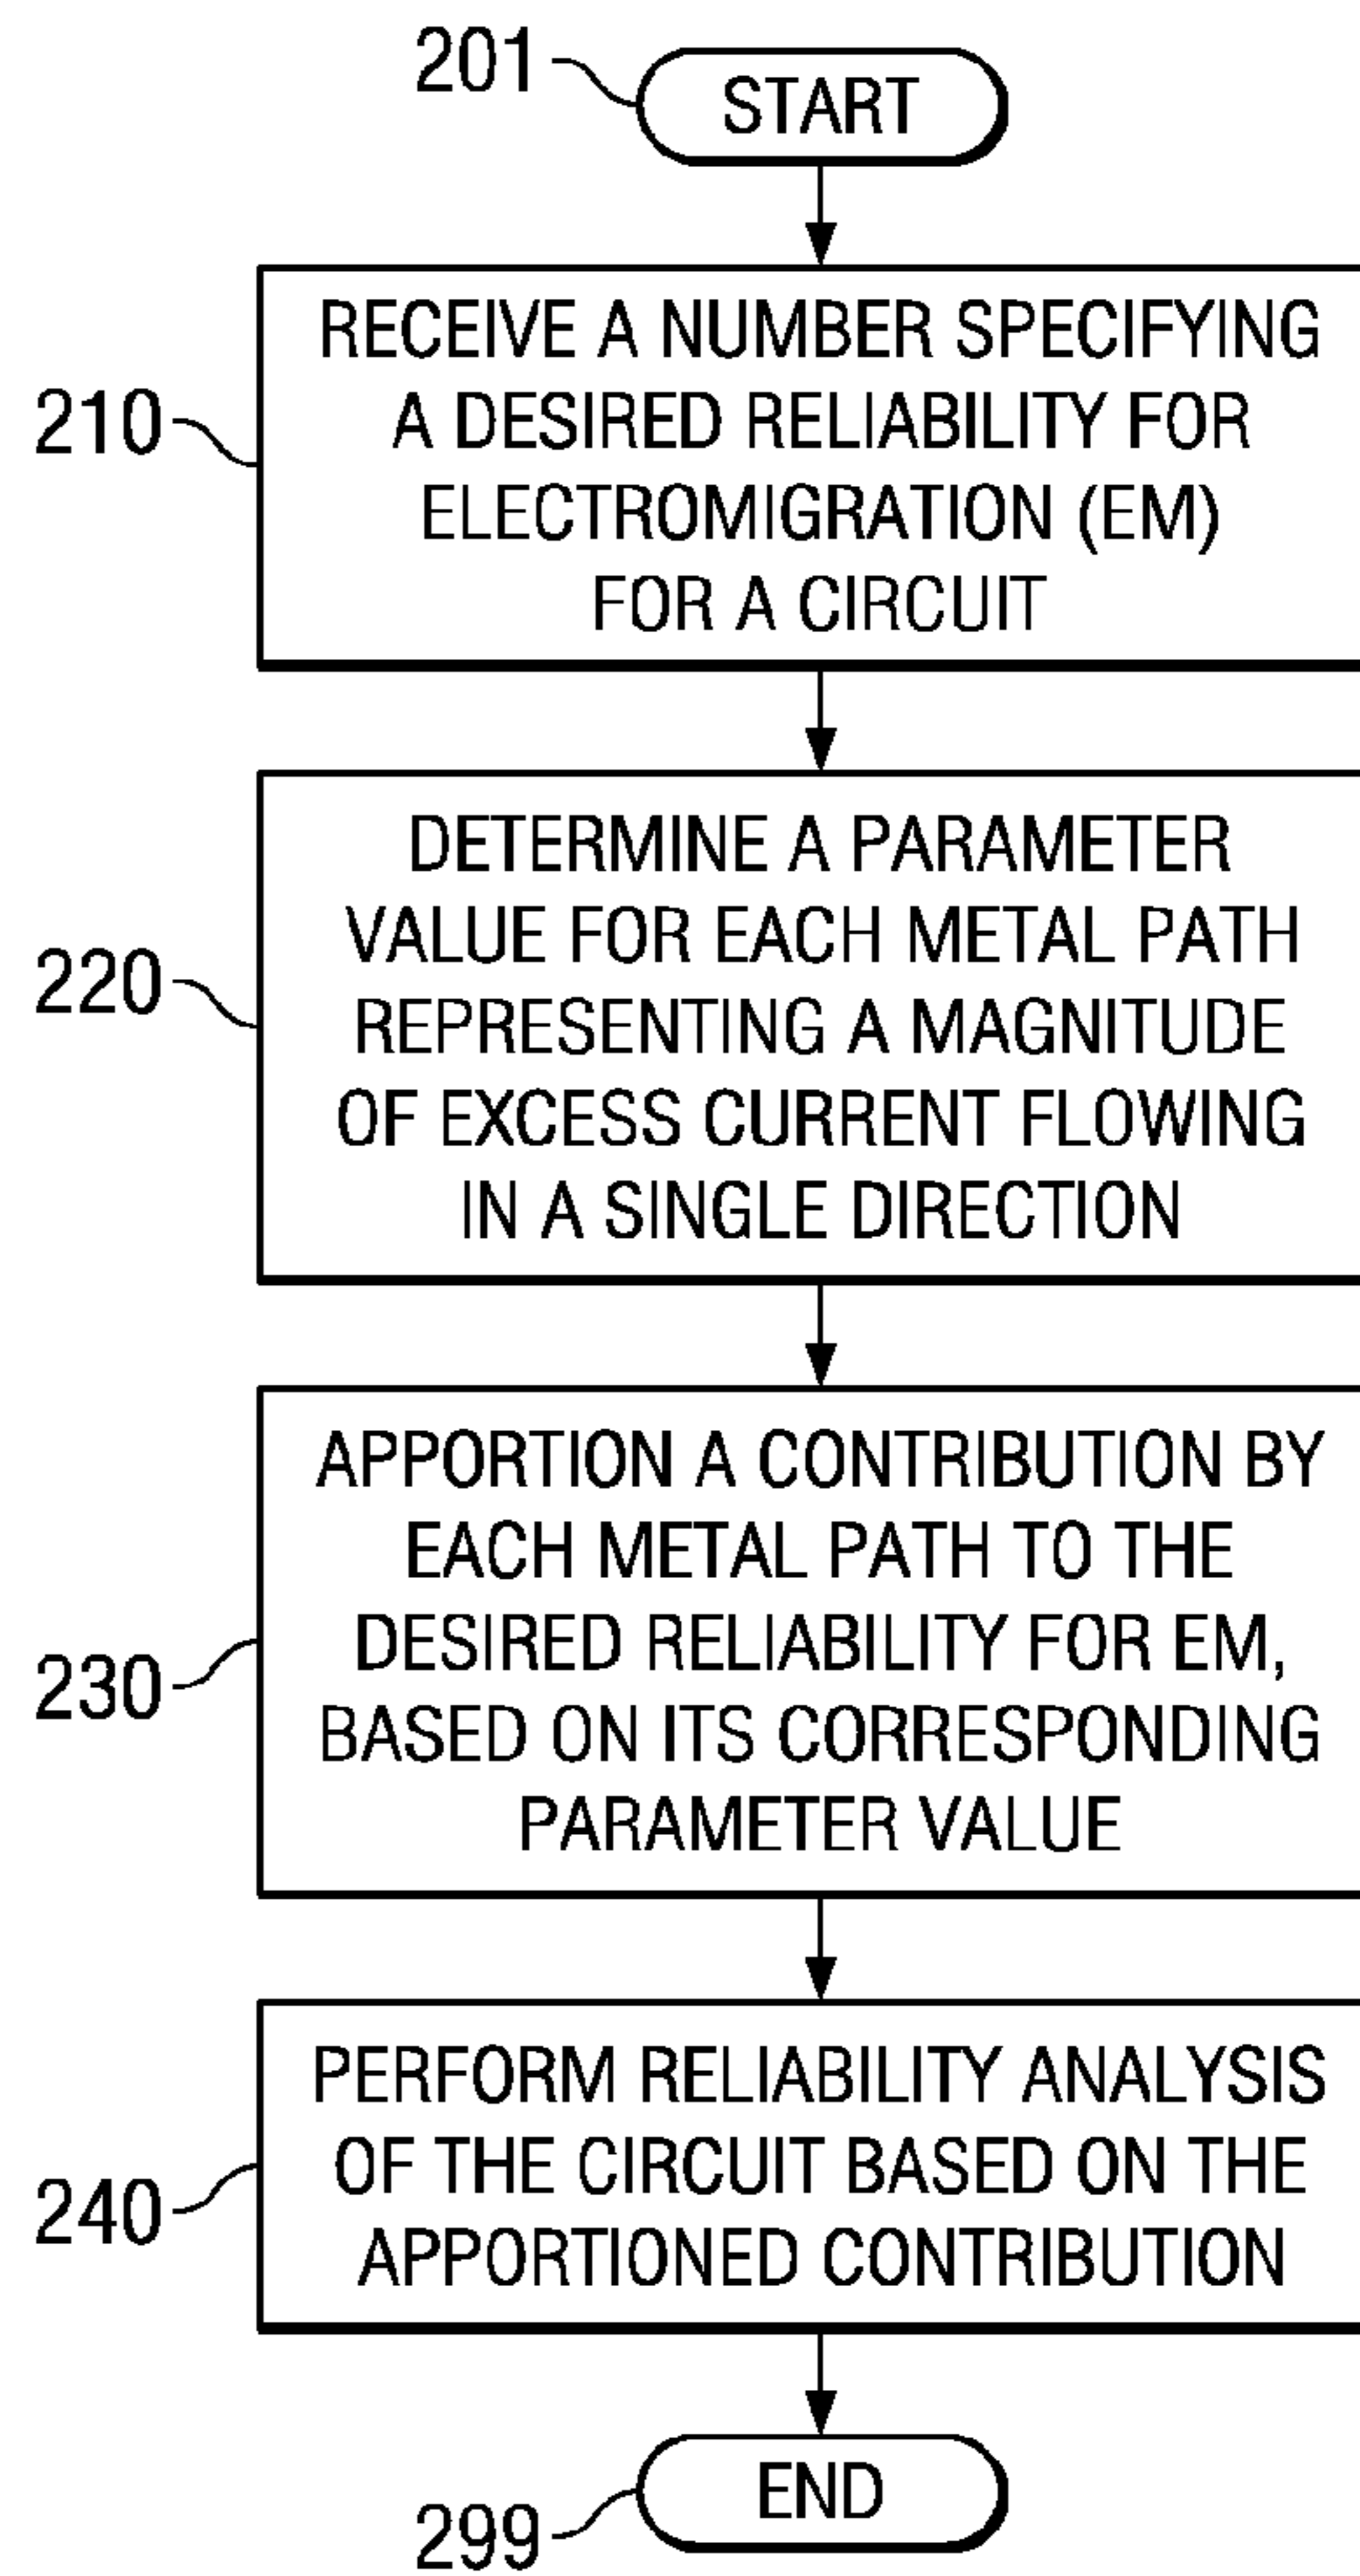 201
START
210
RECEIVE A NUMBER SPECIFYING
A DESIRED RELIABILITY FOR
ELECTROMIGRATION (EM)
FOR A CIRCUIT
220
DETERMINE A PARAMETER
VALUE FOR EACH METAL PATH
REPRESENTING A MAGNITUDE
OF EXCESS CURRENT FLOWING
IN A SINGLE DIRECTION
230
APPORTION A CONTRIBUTION BY
EACH METAL PATH TO THE
DESIRED RELIABILITY FOR EM,
BASED ON ITS CORRESPONDING
PARAMETER VALUE
240
PERFORM RELIABILITY ANALYSIS
OF THE CIRCUIT BASED ON THE
APPORTIONED CONTRIBUTION
END
299